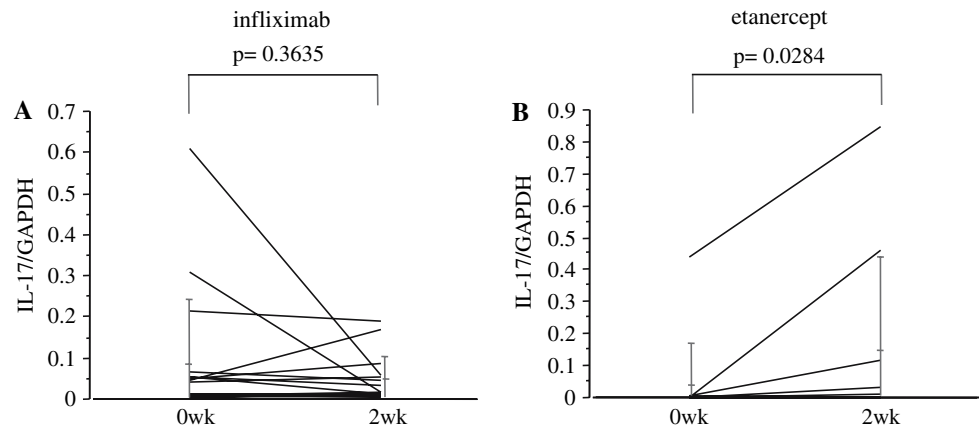 infliximab
p= 0.3635
A
0.7
0.6
0.5
0.4
0.3
0.2
0.1
0
IL-17/GAPDH
0wk
2wk
etanercept
p= 0.0284
B
0.9
0.8
0.7
0.6
0.5
0.4
0.3
0.2
0.1
0
IL-17/GAPDH
0wk
2wk